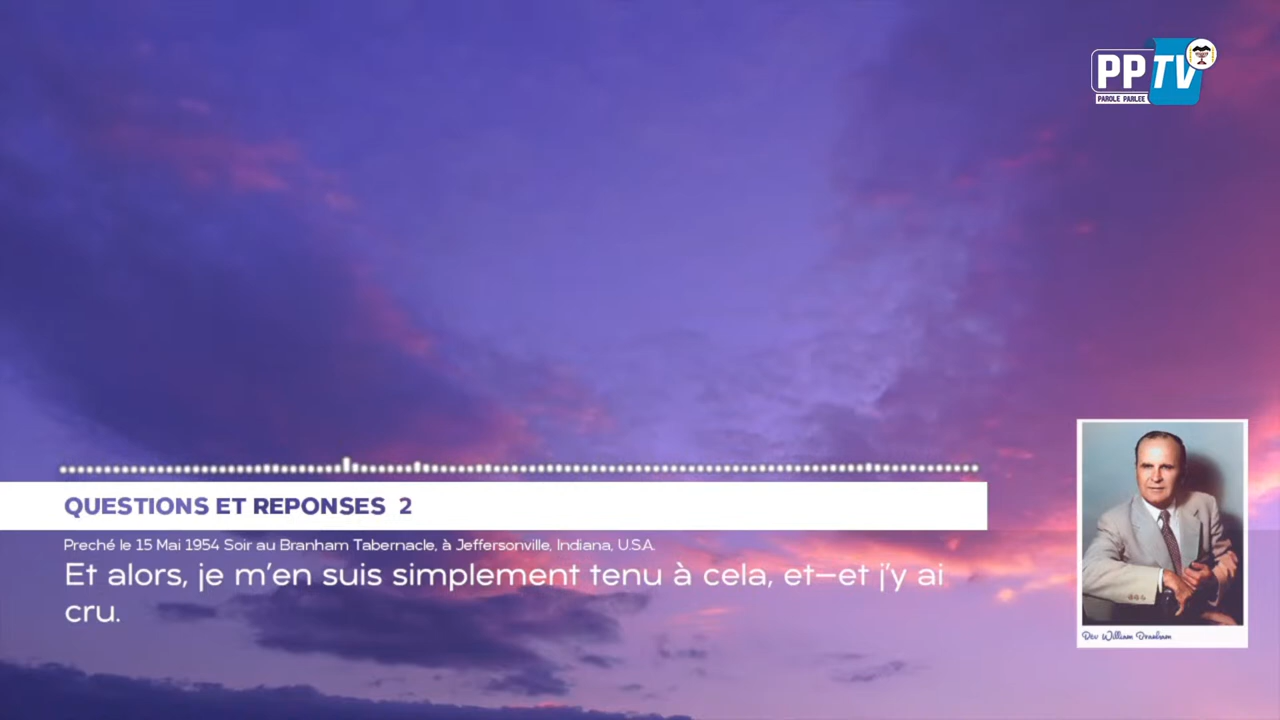 PPTV
PAROLE PARLEE
QUESTIONS ET REPONSES 2
Preché le 15 Mai 1954 Soir au Branham Tabernacle, à Jeffersonville, Indiana, U.S.A.
Et alors, je m'en suis simplement tenu à cela, et—et j'y ai
cru.
Rev William Branham